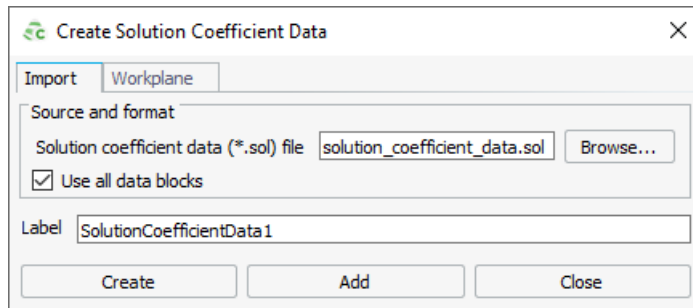 Create Solution Coefficient Data
Import Workplane
Source and format
Solution coefficient data (*.sol) file solution_coefficient_data.sol Browse...
Use all data blocks
Label SolutionCoefficientData1
Create Add Close